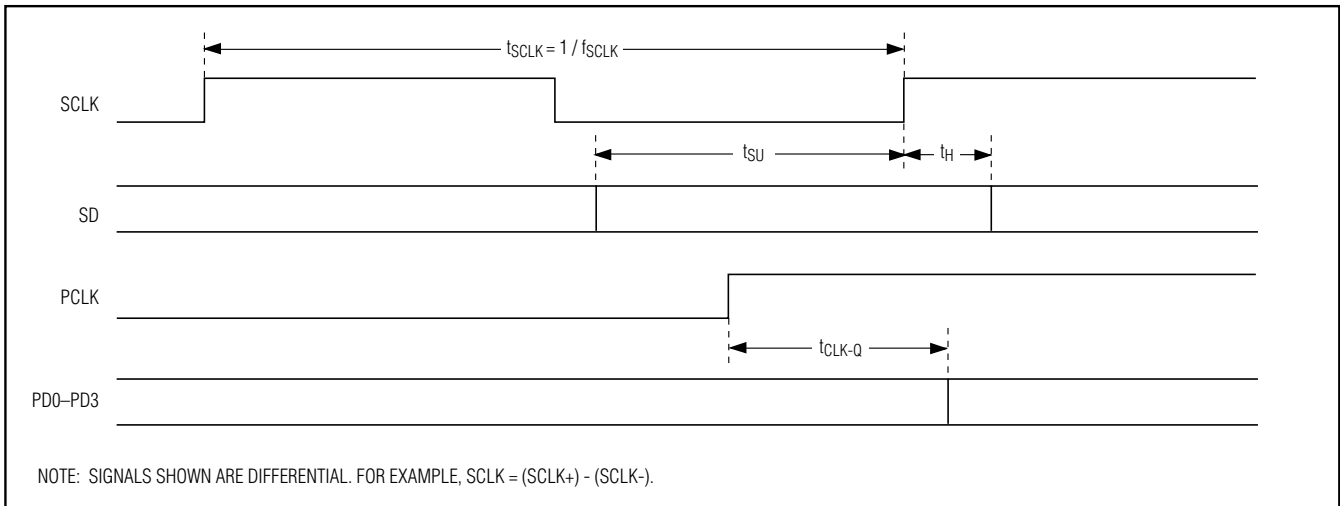 tSCLK = 1 / fSCLK
SCLK
tSU
tH
SD
PCLK
tCLK-Q
PD0–PD3
NOTE: SIGNALS SHOWN ARE DIFFERENTIAL. FOR EXAMPLE, SCLK = (SCLK+) - (SCLK-).